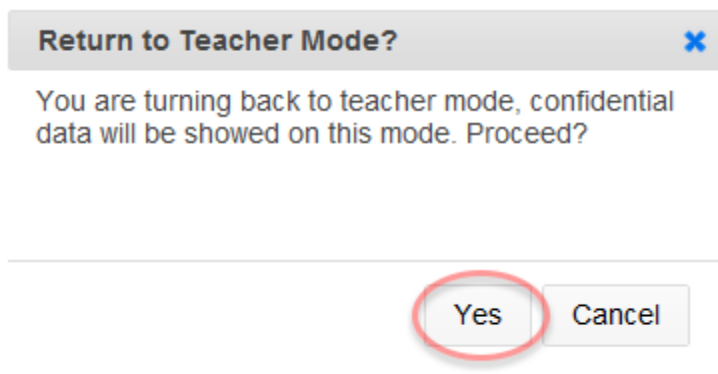 Return to Teacher Mode?
You are turning back to teacher mode, confidential
data will be showed on this mode. Proceed?
Yes Cancel